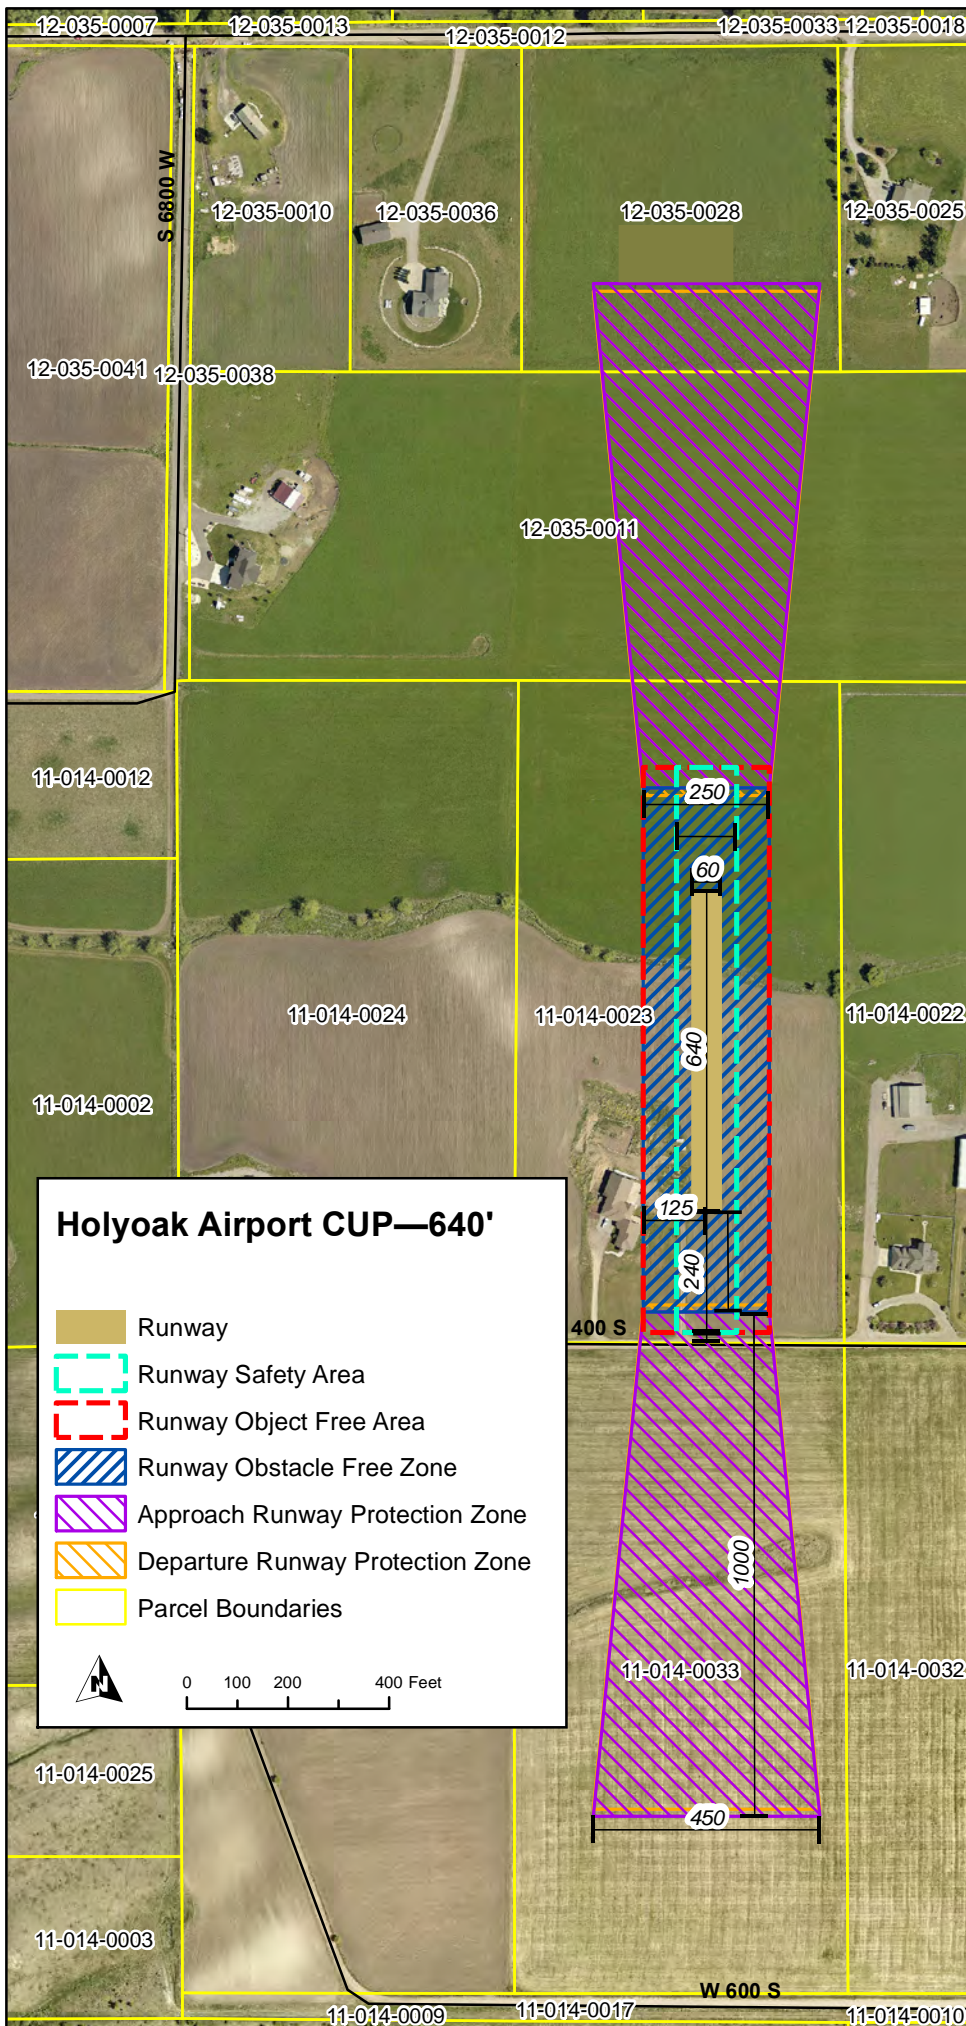 12-035-0007
12-035-0013
12-035-0012
12-035-0033
12-035-0018
S 6800 W
12-035-0010
12-035-0036
12-035-0028
12-035-0025
12-035-0041
12-035-0038
12-035-0011
11-014-0012
250
60
11-014-0024
11-014-0023
11-014-0022
640
11-014-0002
125
240
400 S
Holyoak Airport CUP—640'
Runway
Runway Safety Area
Runway Object Free Area
Runway Obstacle Free Zone
Approach Runway Protection Zone
Departure Runway Protection Zone
Parcel Boundaries
N
0 100 200 400 Feet
1000
11-014-0033
11-014-0032
11-014-0025
450
11-014-0003
W 600 S
11-014-0009
11-014-0017
11-014-0010